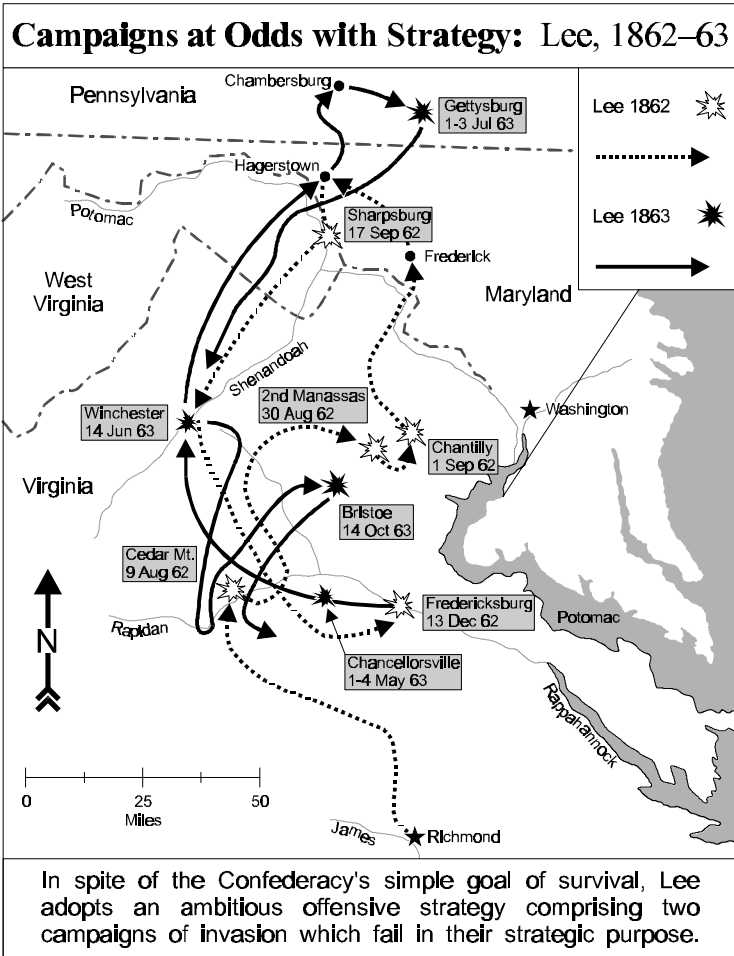 Campaigns at Odds with Strategy: Lee, 1862–63
Pennsylvania
Chambersburg
Gettysburg
1-3 Jul 63
Lee 1862
Lee 1863
Hagerstown
Potomac
Sharpsburg
17 Sep 62
Frederick
West
Virginia
Maryland
Shenandoah
2nd Manassas
30 Aug 62
Winchester
14 Jun 63
Washington
Chantilly
1 Sep 62
Virginia
Bristoe
14 Oct 63
Cedar Mt.
9 Aug 62
Fredericksburg
13 Dec 62
Potomac
Rapidan
N
Chancellorsville
1-4 May 63
Rappahannock
0 25 50
Miles
James
Richmond
In spite of the Confederacy's simple goal of survival, Lee
adopts an ambitious offensive strategy comprising two
campaigns of invasion which fail in their strategic purpose.